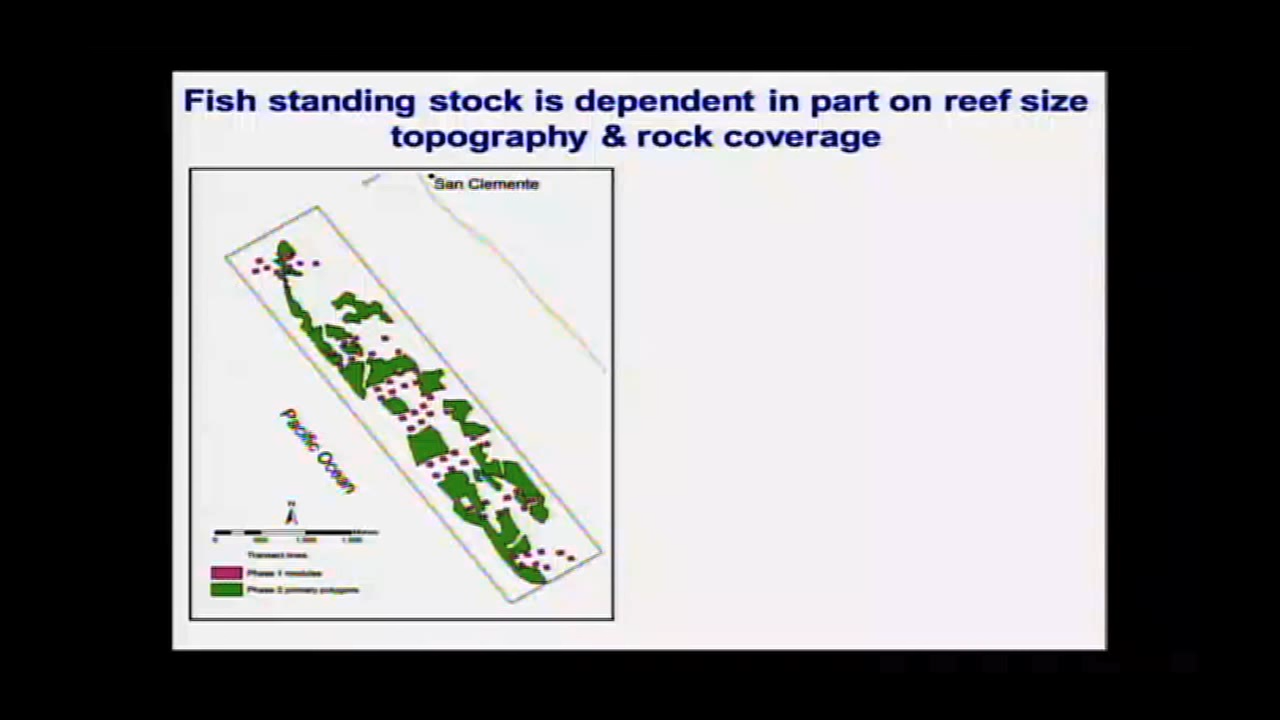 Fish standing stock is dependent in part on reef size
topography & rock coverage
San Clemente
Pacific Ocean
N
0
Transect lines
Phase 1 modules
Phase 2 primary polygons